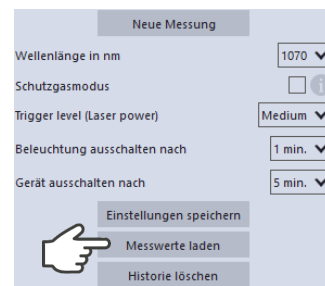 Neue Messung
Wellenlänge in nm 1070
Schutzgasmodus
Trigger level (Laser power) Medium
Beleuchtung ausschalten nach 1 min.
Gerät ausschalten nach 5 min.
Einstellungen speichern
Messwerte laden
Historie löschen